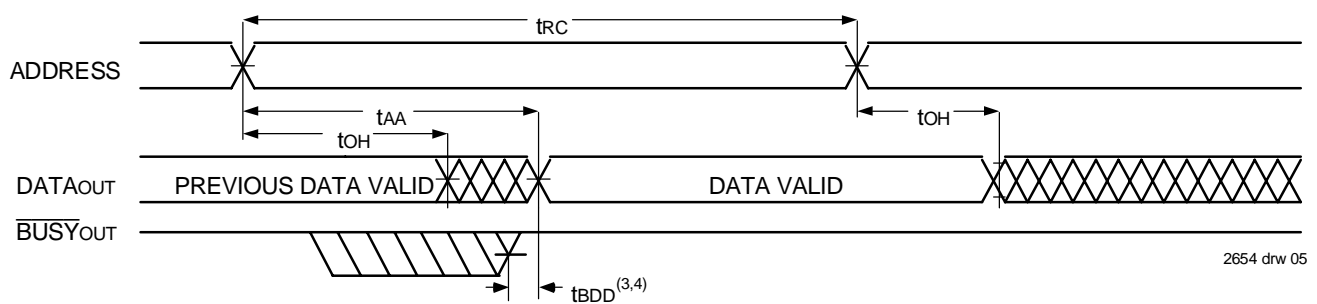 tRC
ADDRESS
tAA
tOH
tOH
DATAOUT
PREVIOUS DATA VALID
DATA VALID
BUSYOUT
2654 drw 05
tBDD(3,4)